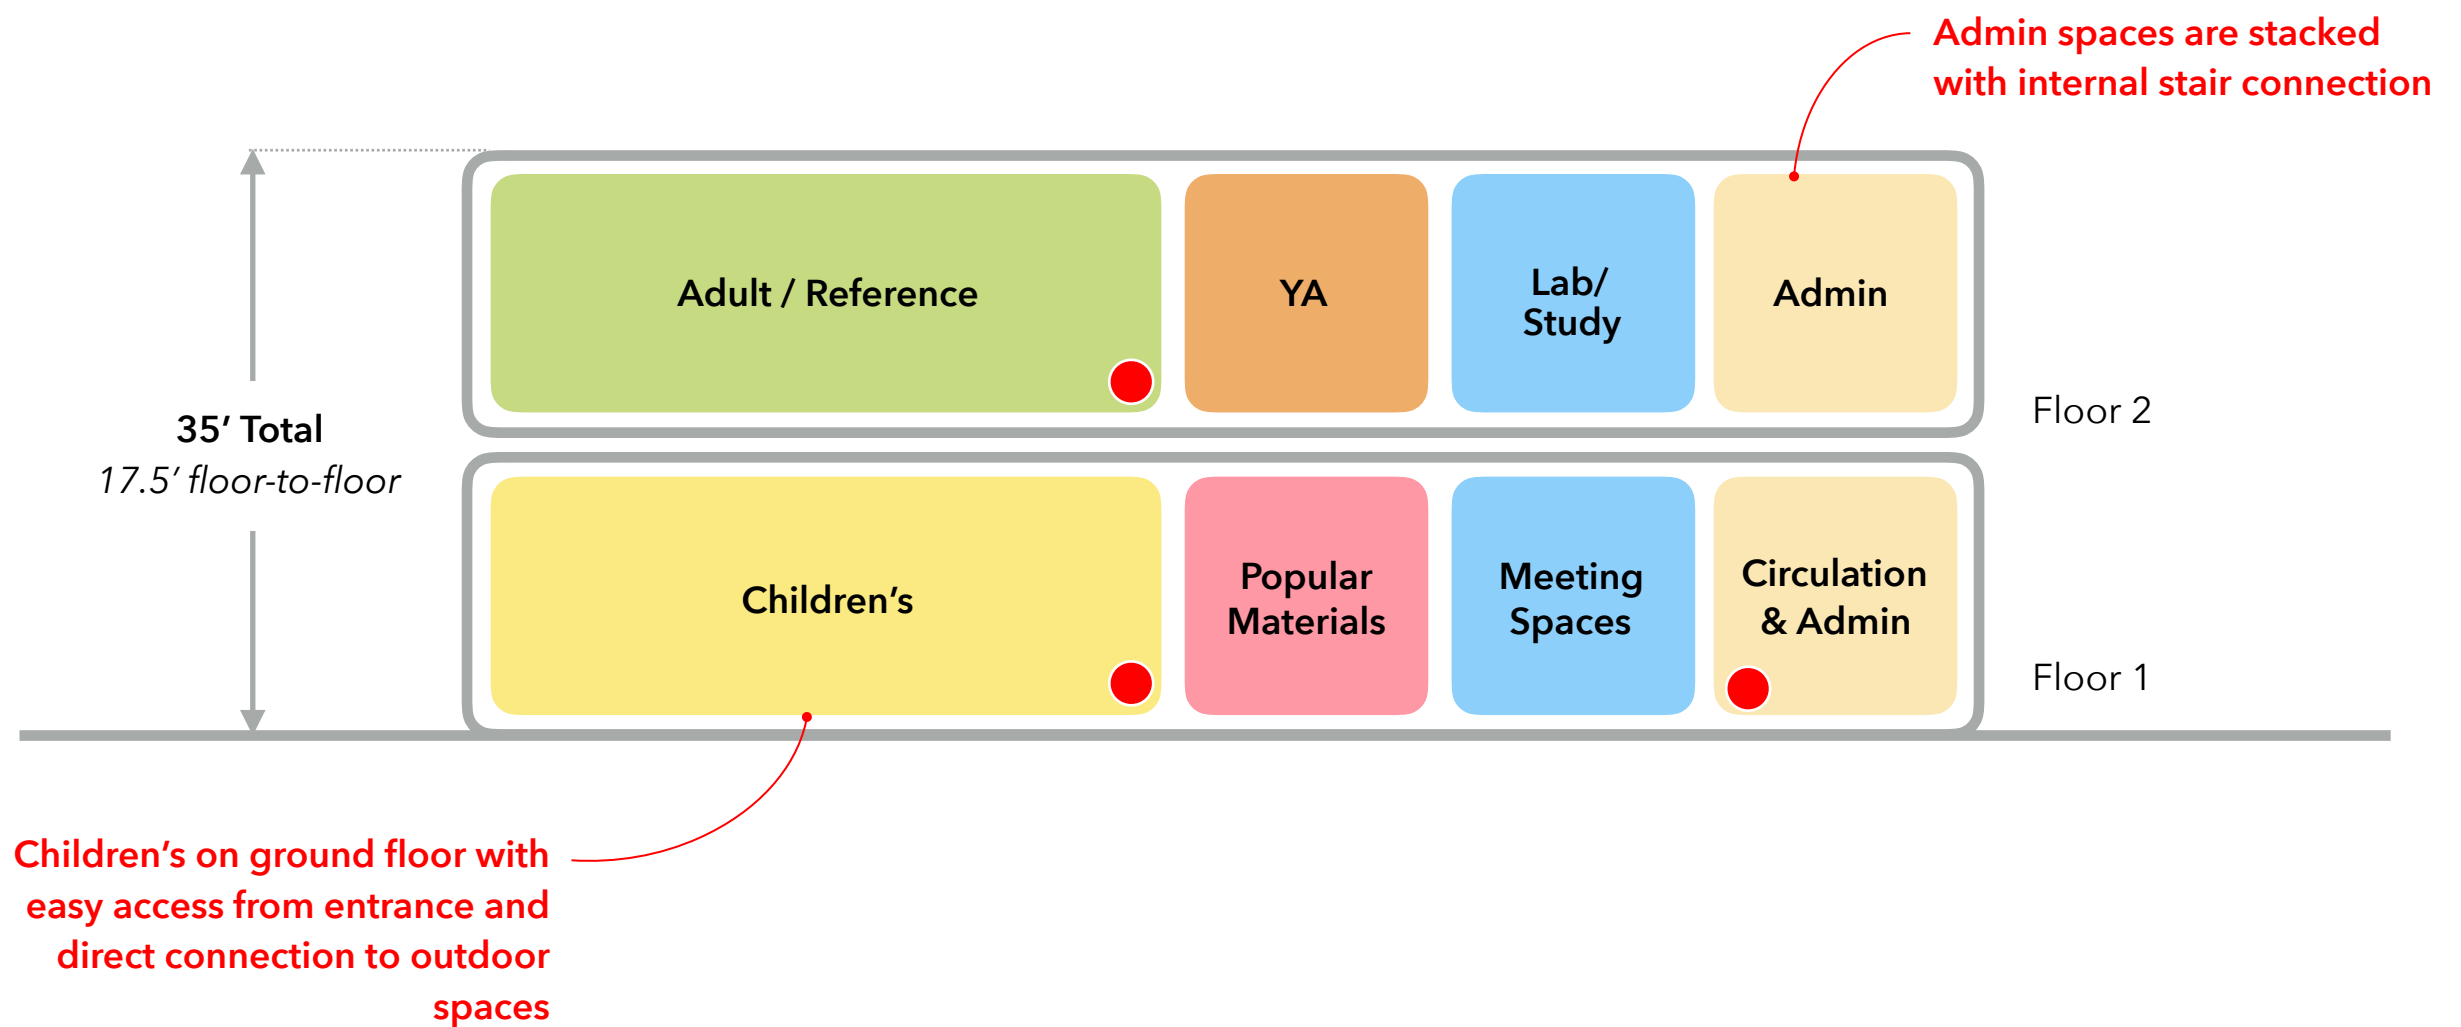 Admin spaces are stacked
with internal stair connection
Adult / Reference
YA
Lab/
Study
Admin
Floor 2
35′ Total
17.5′ floor-to-floor
Children’s
Popular
Materials
Meeting
Spaces
Circulation
& Admin
Floor 1
Children’s on ground floor with
easy access from entrance and
direct connection to outdoor
spaces